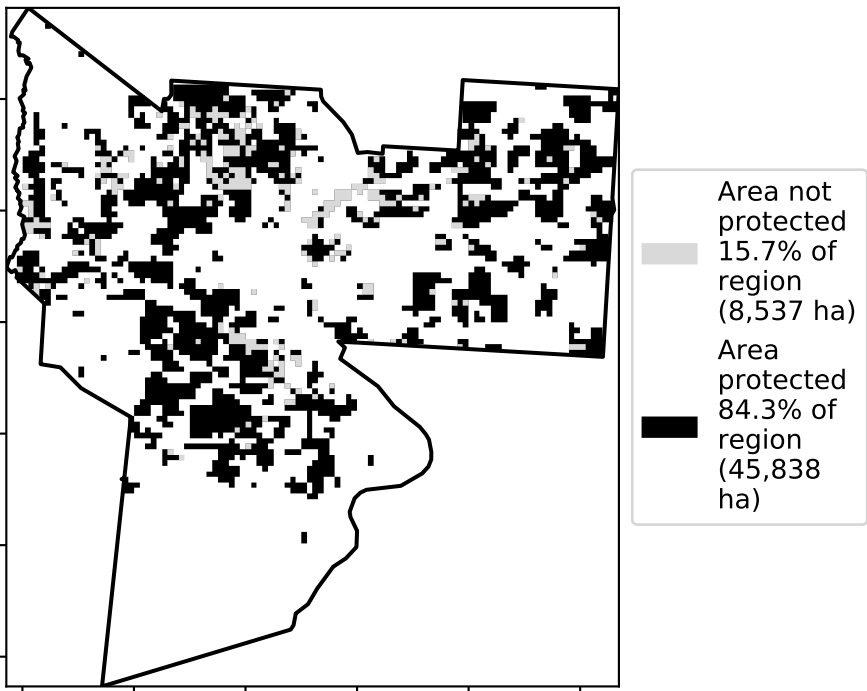 Area not
protected
15.7% of
region
(8,537 ha)
Area
protected
84.3% of
region
(45,838
ha)